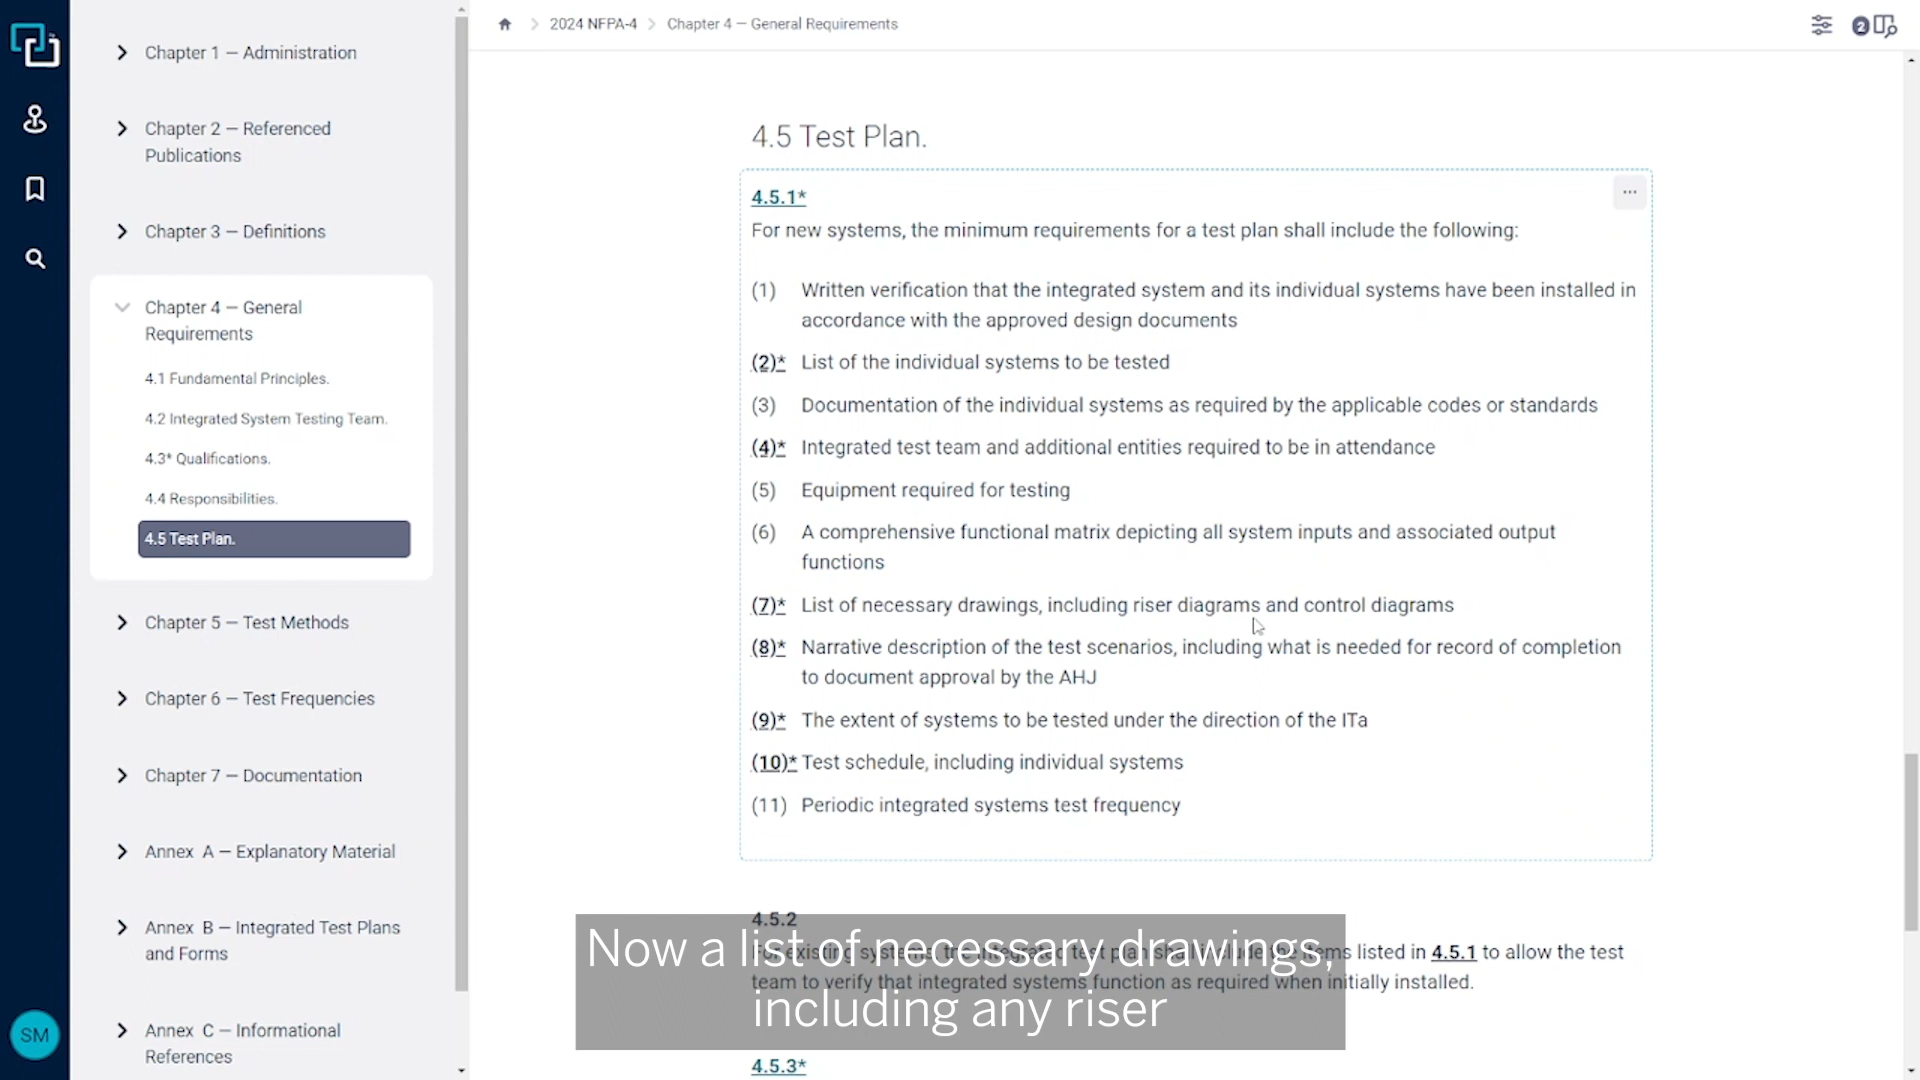 2024 NFPA-4
Chapter 4 — General Requirements
2
Chapter 1 — Administration
Chapter 2 — Referenced
Publications
Chapter 3 — Definitions
Chapter 4 — General
Requirements
4.1 Fundamental Principles.
4.2 Integrated System Testing Team.
4.3* Qualifications.
4.4 Responsibilities.
4.5 Test Plan.
Chapter 5 — Test Methods
Chapter 6 — Test Frequencies
Chapter 7 — Documentation
Annex A — Explanatory Material
Annex B — Integrated Test Plans
and Forms
Annex C — Informational
References
SM
4.5 Test Plan.
4.5.1*
For new systems, the minimum requirements for a test plan shall include the following:
(1) Written verification that the integrated system and its individual systems have been installed in
accordance with the approved design documents
(2)* List of the individual systems to be tested
(3) Documentation of the individual systems as required by the applicable codes or standards
(4)* Integrated test team and additional entities required to be in attendance
(5) Equipment required for testing
(6) A comprehensive functional matrix depicting all system inputs and associated output
functions
(7)* List of necessary drawings, including riser diagrams and control diagrams
(8)* Narrative description of the test scenarios, including what is needed for record of completion
to document approval by the AHJ
(9)* The extent of systems to be tested under the direction of the ITa
(10)* Test schedule, including individual systems
(11) Periodic integrated systems test frequency
4.5.2
For existing systems, the integrated test plan shall include the items listed in 4.5.1 to allow the test
team to verify that integrated systems function as required when initially installed.
4.5.3*
Now a list of necessary drawings,
including any riser